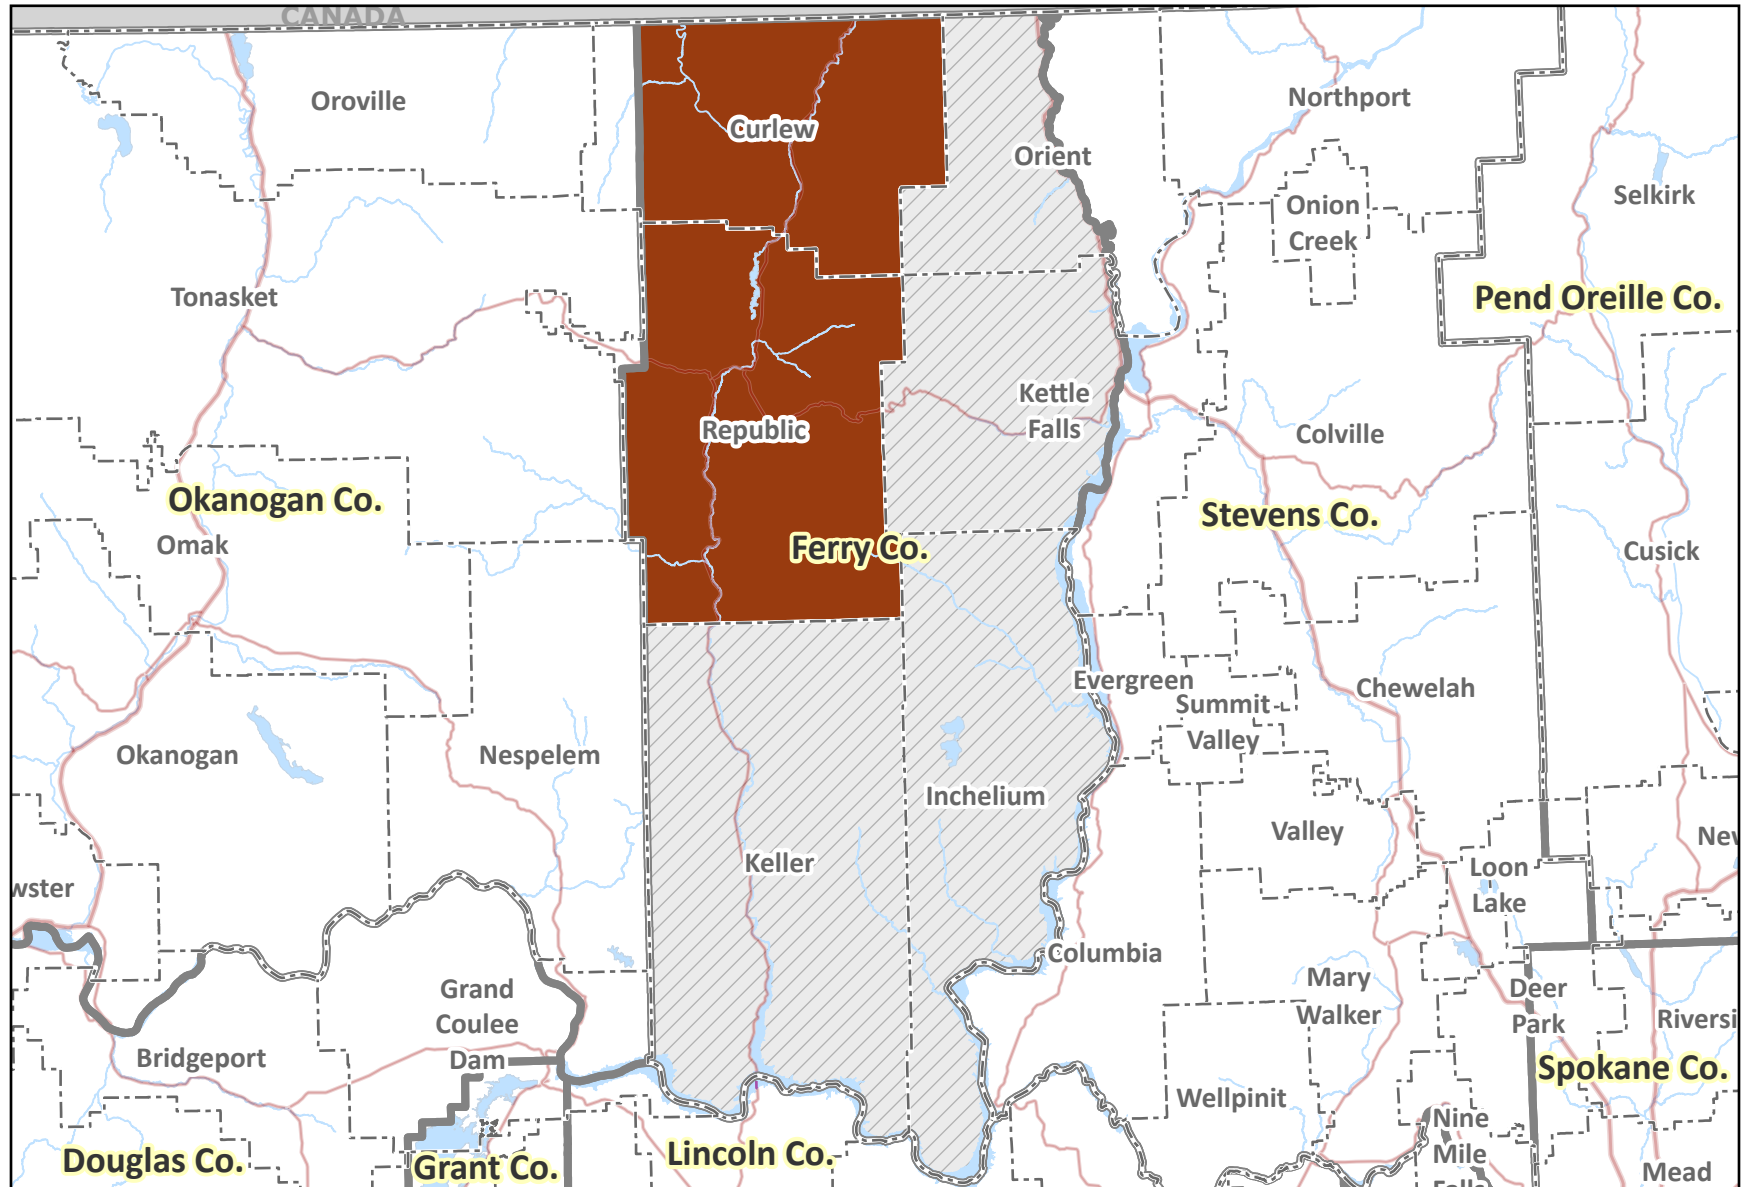 CANADA
Oroville
Curlew
Northport
Orient
Selkirk
Onion
Creek
Tonasket
Pend Oreille Co.
Kettle
Falls
Republic
Colville
Okanogan Co.
Stevens Co.
Omak
Ferry Co.
Cusick
Evergreen
Summit
Valley
Chewelah
Okanogan
Nespelem
Inchelium
Valley
New
Keller
Loon
Lake
wster
Columbia
Mary
Walker
Grand
Coulee
Dam
Deer
Park
Riversi
Bridgeport
Spokane Co.
Wellpinit
Nine
Mile
Falls
Lincoln Co.
Douglas Co.
Grant Co.
Mead